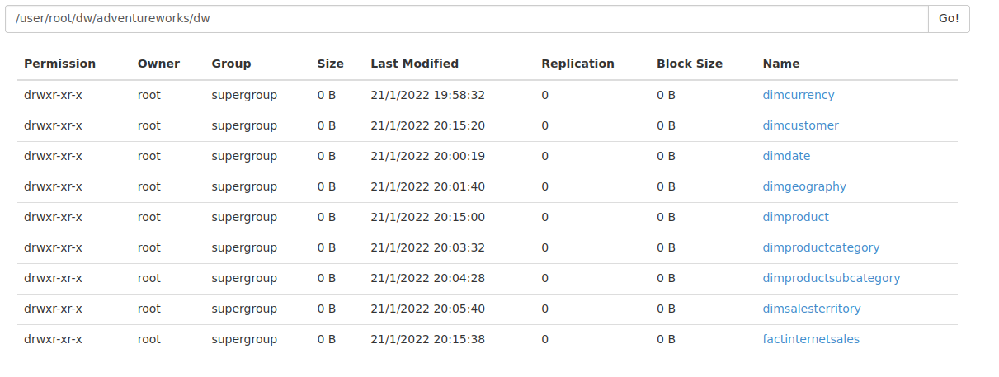 /user/root/dw/adventureworks/dw Go!
Permission Owner Group Size Last Modified Replication Block Size Name
drwxr-xr-x root supergroup 0 B 21/1/2022 19:58:32 0 0 B dimcurrency
drwxr-xr-x root supergroup 0 B 21/1/2022 20:15:20 0 0 B dimcustomer
drwxr-xr-x root supergroup 0 B 21/1/2022 20:00:19 0 0 B dimdate
drwxr-xr-x root supergroup 0 B 21/1/2022 20:01:40 0 0 B dimgeography
drwxr-xr-x root supergroup 0 B 21/1/2022 20:15:00 0 0 B dimproduct
drwxr-xr-x root supergroup 0 B 21/1/2022 20:03:32 0 0 B dimproductcategory
drwxr-xr-x root supergroup 0 B 21/1/2022 20:04:28 0 0 B dimproductsubcategory
drwxr-xr-x root supergroup 0 B 21/1/2022 20:05:40 0 0 B dimsalesterritory
drwxr-xr-x root supergroup 0 B 21/1/2022 20:15:38 0 0 B factinternetsales